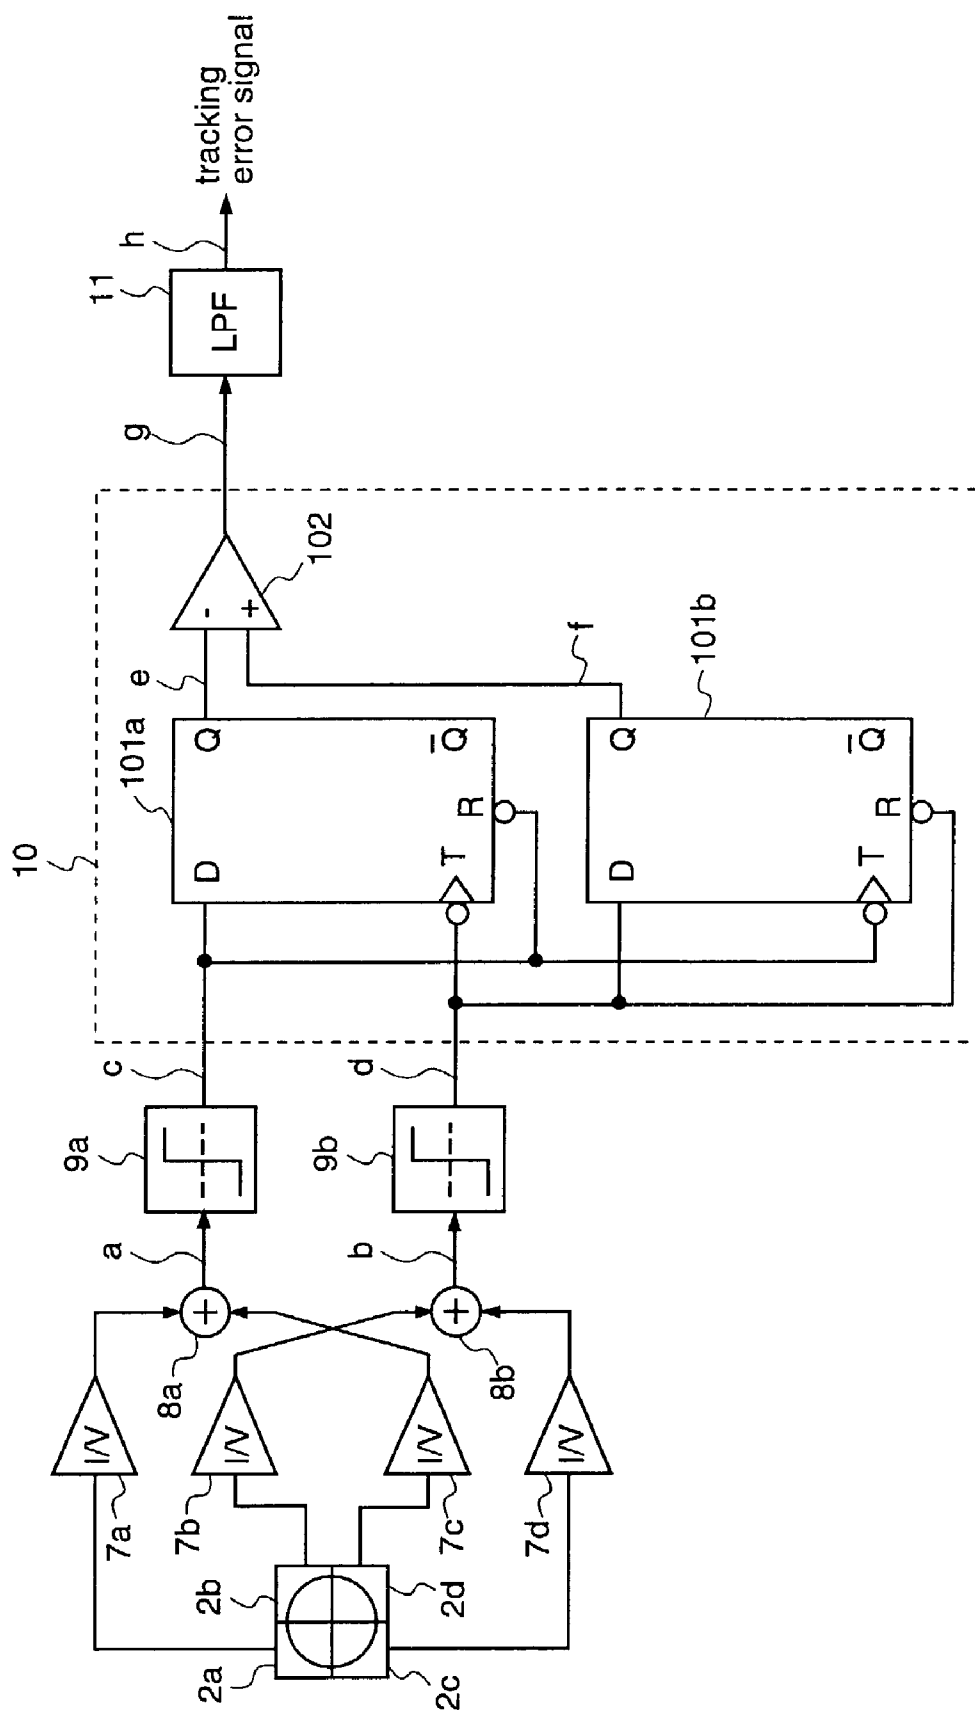 2a
2b
2c
2d
7a
I/V
7b
I/V
7c
I/V
7d
I/V
8a
+
8b
+
a
b
9a
9b
c
d
10
101a
D
Q
T
R
Q̅
101b
D
Q
T
R
Q̅
e
f
-
+
102
g
11
LPF
h
tracking
error signal